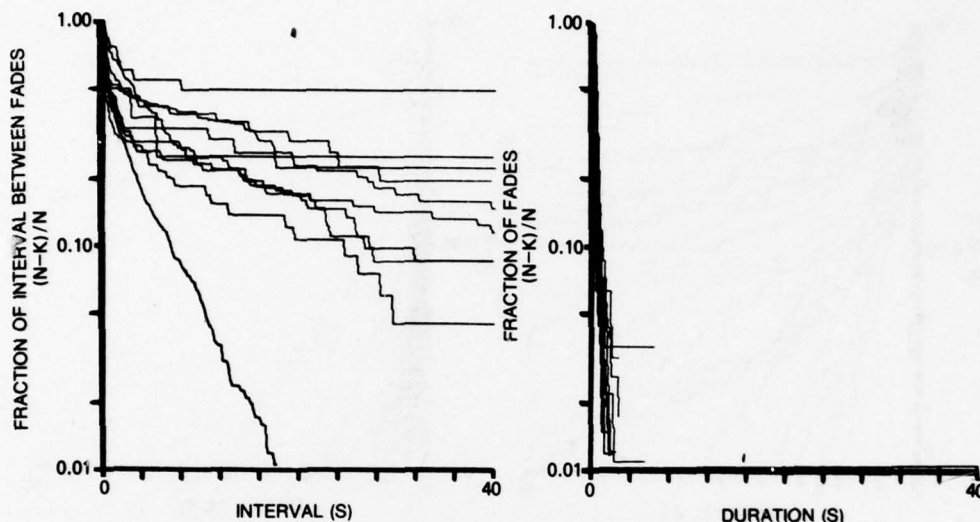 FRACTION OF INTERVAL BETWEEN FADES
(N-K)/N
1.00
0.10
0.01
0
40
INTERVAL (S)
FRACTION OF FADES
(N-K)/N
1.00
0.10
0.01
0
40
DURATION (S)